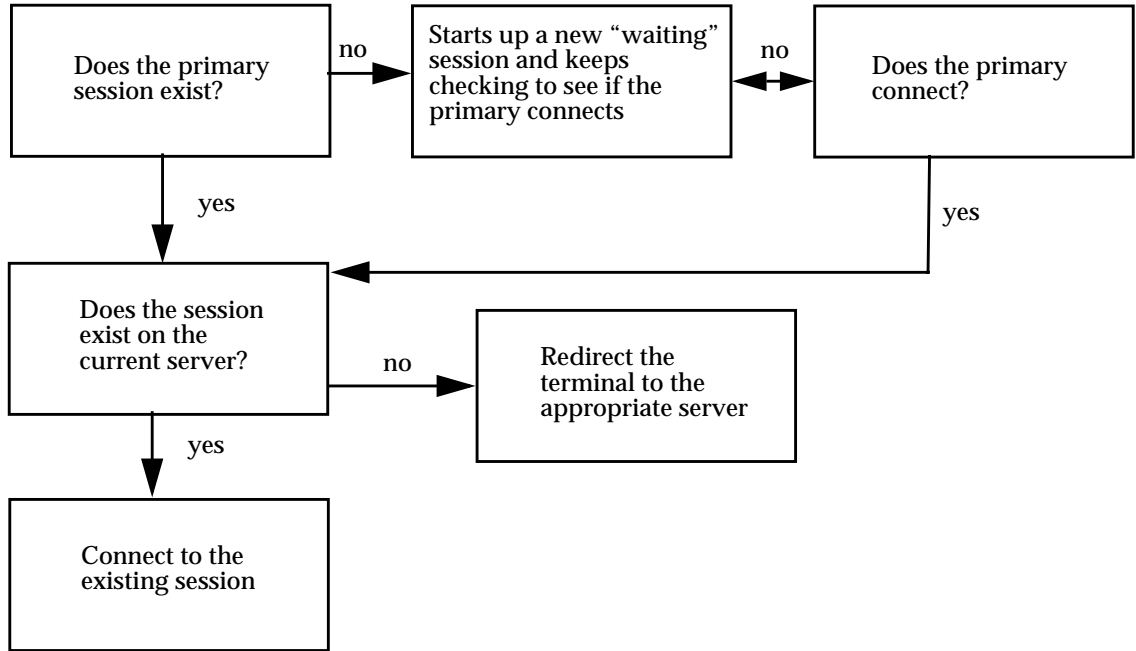 Does the primary
session exist?
no
Starts up a new “waiting”
session and keeps
checking to see if the
primary connects
no
Does the primary
connect?
yes
yes
Does the session
exist on the
current server?
no
Redirect the
terminal to the
appropriate server
yes
Connect to the
existing session